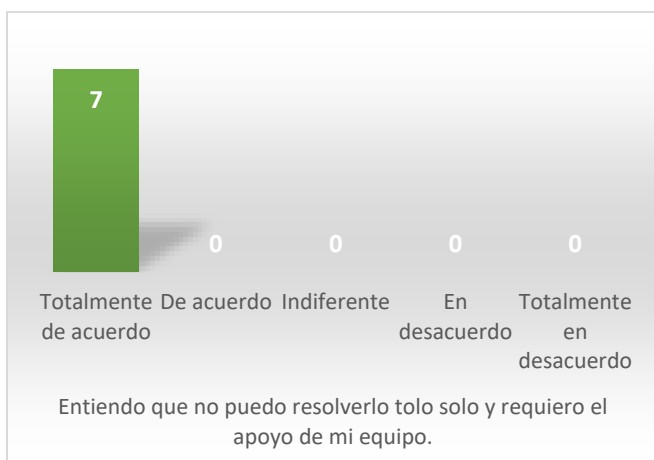 7
0 0 0 0
Totalmente De acuerdo Indiferente En Totalmente
de acuerdo desacuerdo en
desacuerdo
Entiendo que no puedo resolverlo tolo solo y requiero el
apoyo de mi equipo.